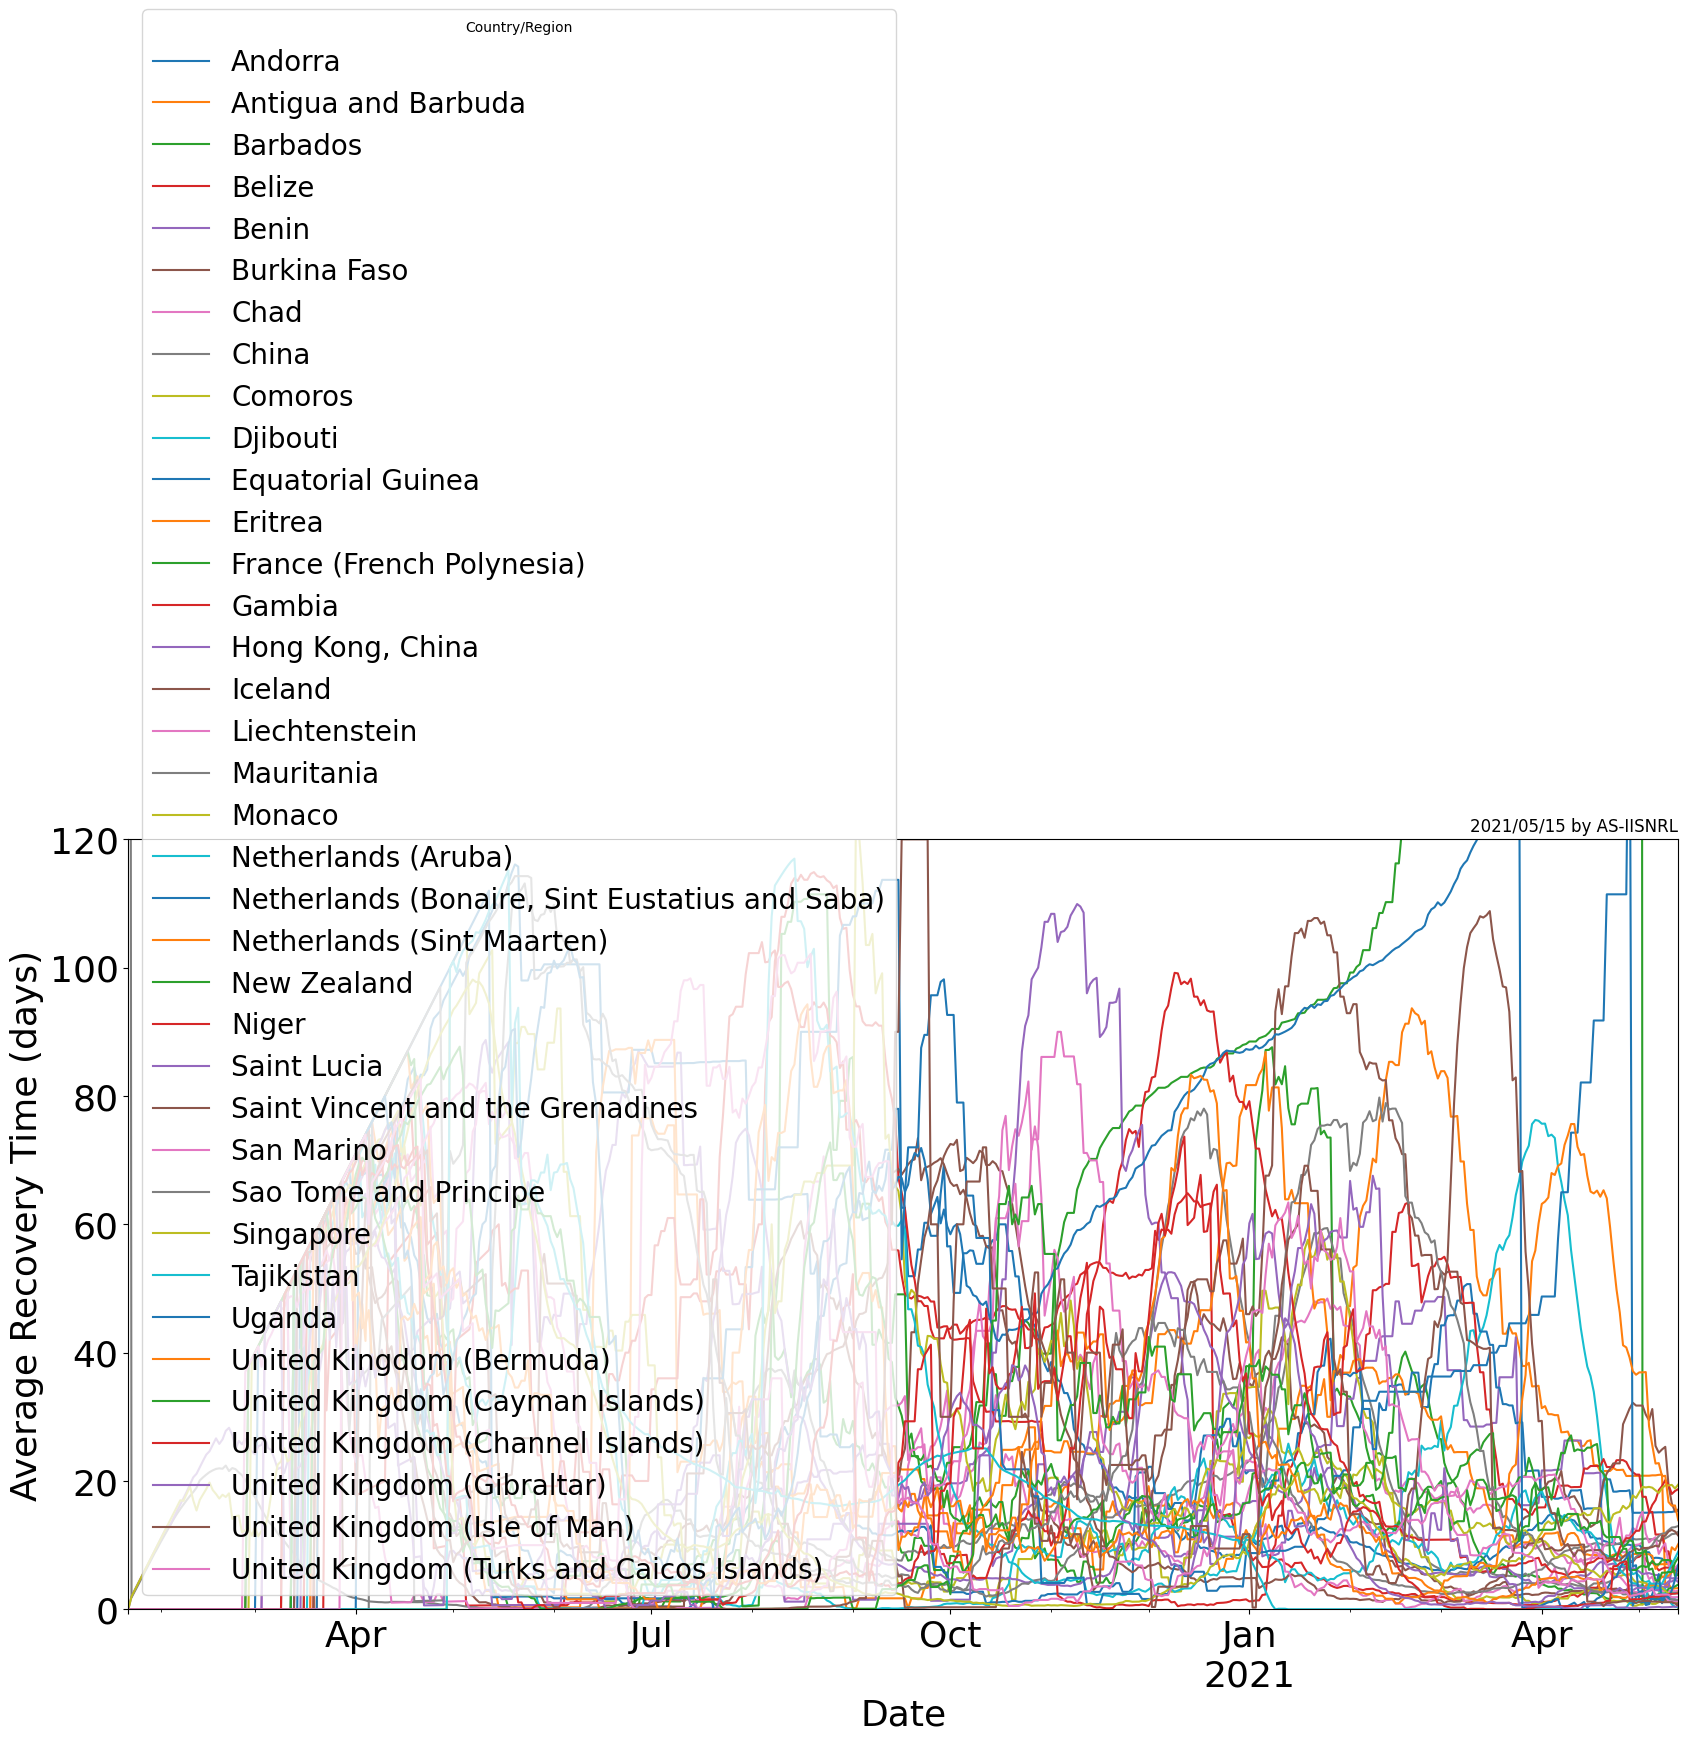 Country/Region
Andorra
Antigua and Barbuda
Barbados
Belize
Benin
Burkina Faso
Chad
China
Comoros
Djibouti
Equatorial Guinea
Eritrea
France (French Polynesia)
Gambia
Hong Kong, China
Iceland
Liechtenstein
Mauritania
Monaco
Netherlands (Aruba)
Netherlands (Bonaire, Sint Eustatius and Saba)
Netherlands (Sint Maarten)
New Zealand
Niger
Saint Lucia
Saint Vincent and the Grenadines
San Marino
Sao Tome and Principe
Singapore
Tajikistan
Uganda
United Kingdom (Bermuda)
United Kingdom (Cayman Islands)
United Kingdom (Channel Islands)
United Kingdom (Gibraltar)
United Kingdom (Isle of Man)
United Kingdom (Turks and Caicos Islands)
2021/05/15 by AS-IISNRL
120
100
80
60
40
20
0
Average Recovery Time (days)
Apr
Jul
Oct
Jan
2021
Apr
Date